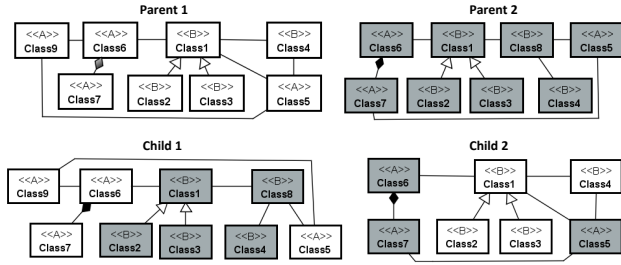 Parent 1
<<A>> <<A>> <<B>> <<B>>
Class9 Class6 Class1 Class4
<<A>> <<B>> <<B>> <<A>>
Class7 Class2 Class3 Class5
Parent 2
<<A>> <<B>> <<B>> <<A>>
Class6 Class1 Class8 Class5
<<A>> <<B>> <<B>> <<B>>
Class7 Class2 Class3 Class4
Child 1
<<A>> <<A>> <<B>> <<B>>
Class9 Class6 Class1 Class8
<<A>> <<B>> <<B>> <<B>> <<A>>
Class7 Class2 Class3 Class4 Class5
Child 2
<<A>> <<B>> <<B>>
Class6 Class1 Class4
<<A>> <<B>> <<B>> <<A>>
Class7 Class2 Class3 Class5